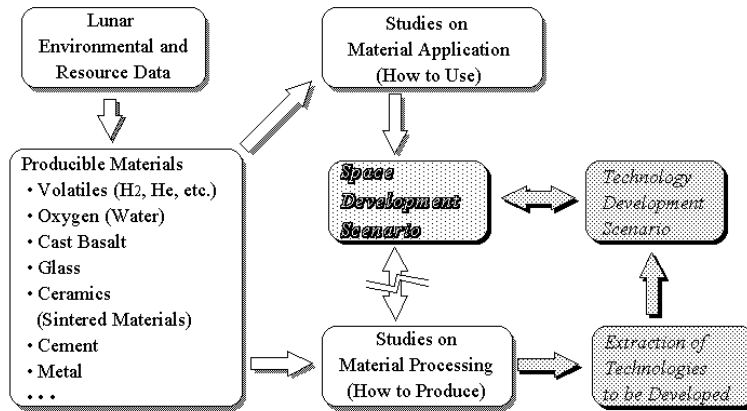 Lunar
Environmental and
Resource Data
Studies on
Material Application
(How to Use)
Producible Materials
・Volatiles (H2, He, etc.)
・Oxygen (Water)
・Cast Basalt
・Glass
・Ceramics
(Sintered Materials)
・Cement
・Metal
・・・
Space
Development
Scenario
Technology
Development
Scenario
Studies on
Material Processing
(How to Produce)
Extraction of
Technologies
to be Developed